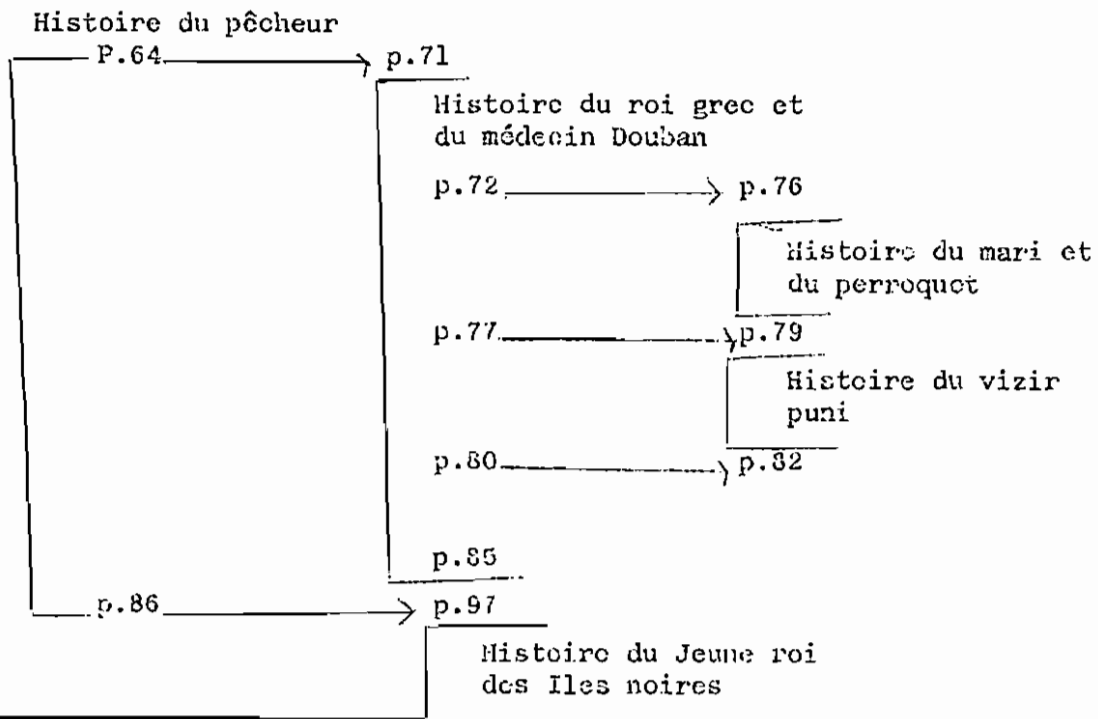 Histoire du pêcheur
P.64 p.71
Histoire du roi grec et
du médecin Douban
p.72 p.76
Histoire du mari et
du perroquet
p.77 p.79
Histoire du vizir
puni
p.80 p.82
p.85
p.86 p.97
Histoire du Jeune roi
des Iles noires